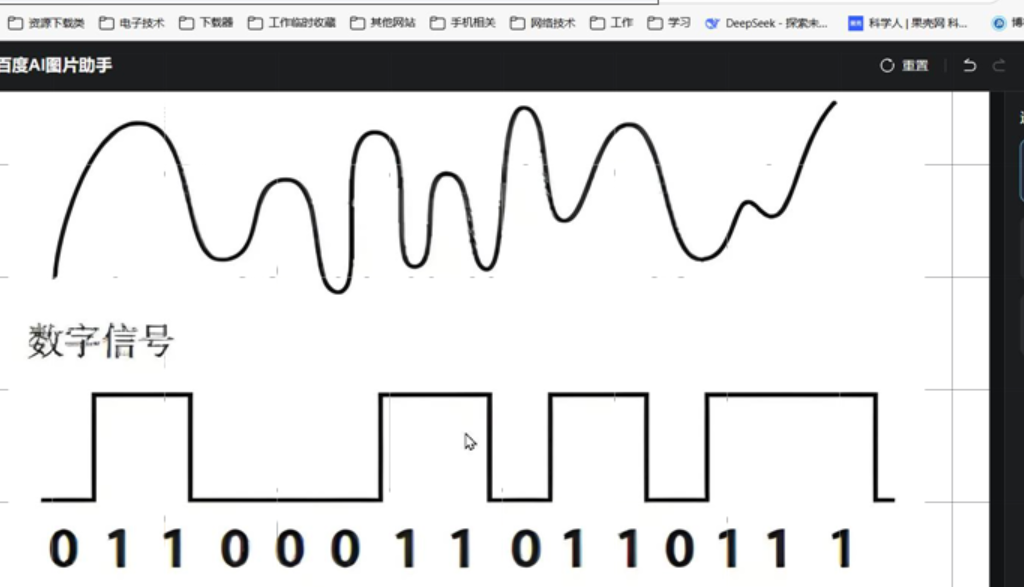 资源下载类 电子技术 下载器 工作临时收藏 其他网站 手机相关 网络技术 工作 学习 DeepSeek - 探索未... 科学人 | 果壳网 科...
百度AI图片助手 重置
数字信号
0 1 1 0 0 0 1 1 0 1 1 0 1 1 1